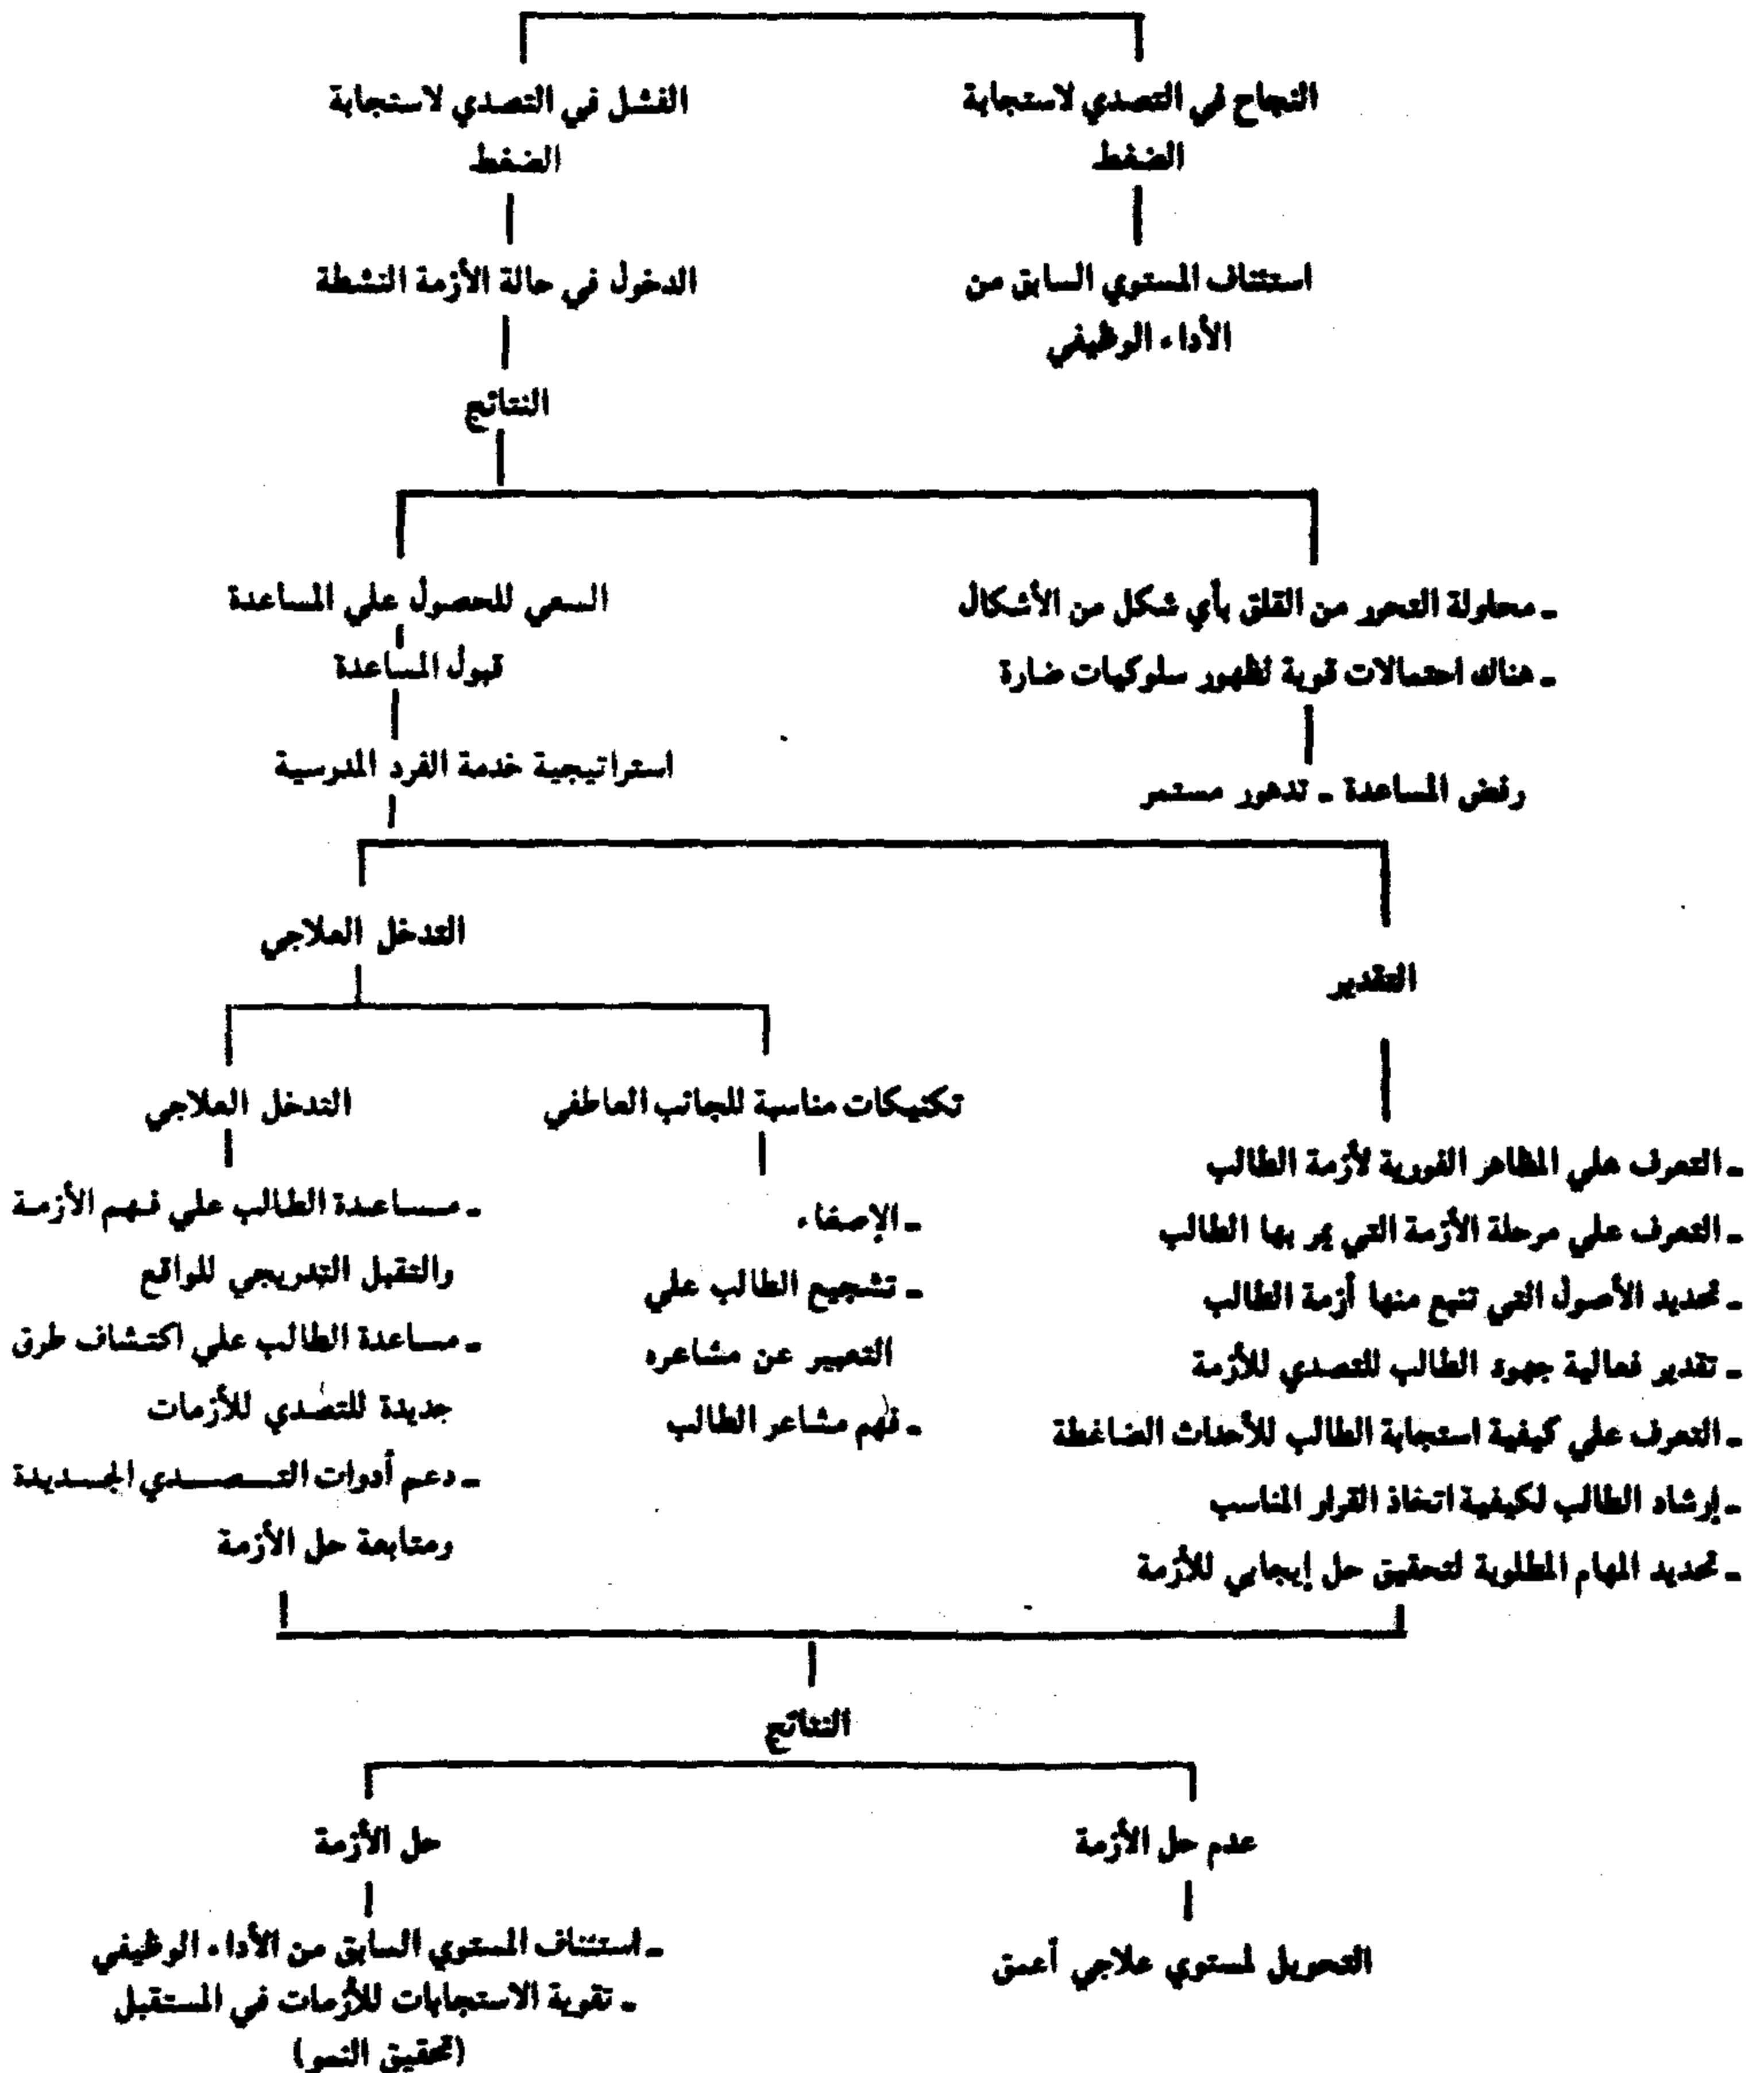 النجاح في التصدي لاستجابة
الضغط
الفشل في التصدي لاستجابة
الضغط
استئناف المستوي السابق من
الأداء الوظيفي
الدخول في حالة الأزمة النشطة
النتائج
ـ محاولة التحرر من القلق بأي شكل من الأشكال
ـ هناك احتمالات قوية لظهور سلوكيات ضارة
رفض المساعدة ـ تدهور مستمر
السعي للحصول علي المساعدة
قبول المساعدة
استراتيجية خدمة الفرد المدرسية
التقدير
ـ التعرف علي المظاهر الفورية لأزمة الطالب
ـ التعرف علي مرحلة الأزمة التي يمر بها الطالب
ـ تحديد الأصول التي تنبع منها أزمة الطالب
ـ تقدير فعالية جهود الطالب للتصدي للأزمة
ـ التعرف علي كيفية استجابة الطالب للأحداث الضاغطة
ـ إرشاد الطالب لكيفية اتخاذ القرار المناسب
ـ تحديد المهام المطلوبة لتحقيق حل إيجابي للأزمة
التدخل العلاجي
تكنيكات مناسبة للجانب العاطفي
ـ الإصغاء
ـ تشجيع الطالب علي
التعبير عن مشاعره
ـ فهم مشاعر الطالب
التدخل العلاجي
ـ مساعدة الطالب علي فهم الأزمة
والتقبل التدريجي للواقع
ـ مساعدة الطالب علي اكتشاف طرق
جديدة للتصدي للأزمات
ـ دعم أدوات التصدي الجديدة
ومتابعة حل الأزمة
النتائج
عدم حل الأزمة
التحويل لمستوي علاجي أعمق
حل الأزمة
ـ استئناف المستوي السابق من الأداء الوظيفي
ـ تقوية الاستجابات للأزمات في المستقبل
(تحقيق النمو)